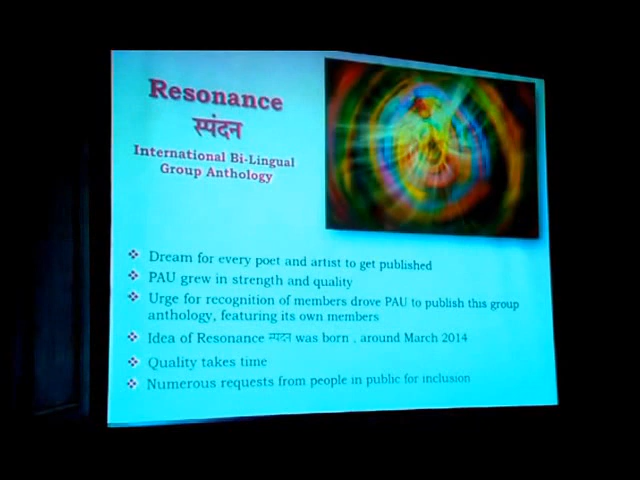 Resonance
स्पंदन
International Bi-Lingual
Group Anthology
Dream for every poet and artist to get published
PAU grew in strength and quality
Urge for recognition of members drove PAU to publish this group
anthology, featuring its own members
Idea of Resonance स्पंदन was born , around March 2014
Quality takes time
Numerous requests from people in public for inclusion